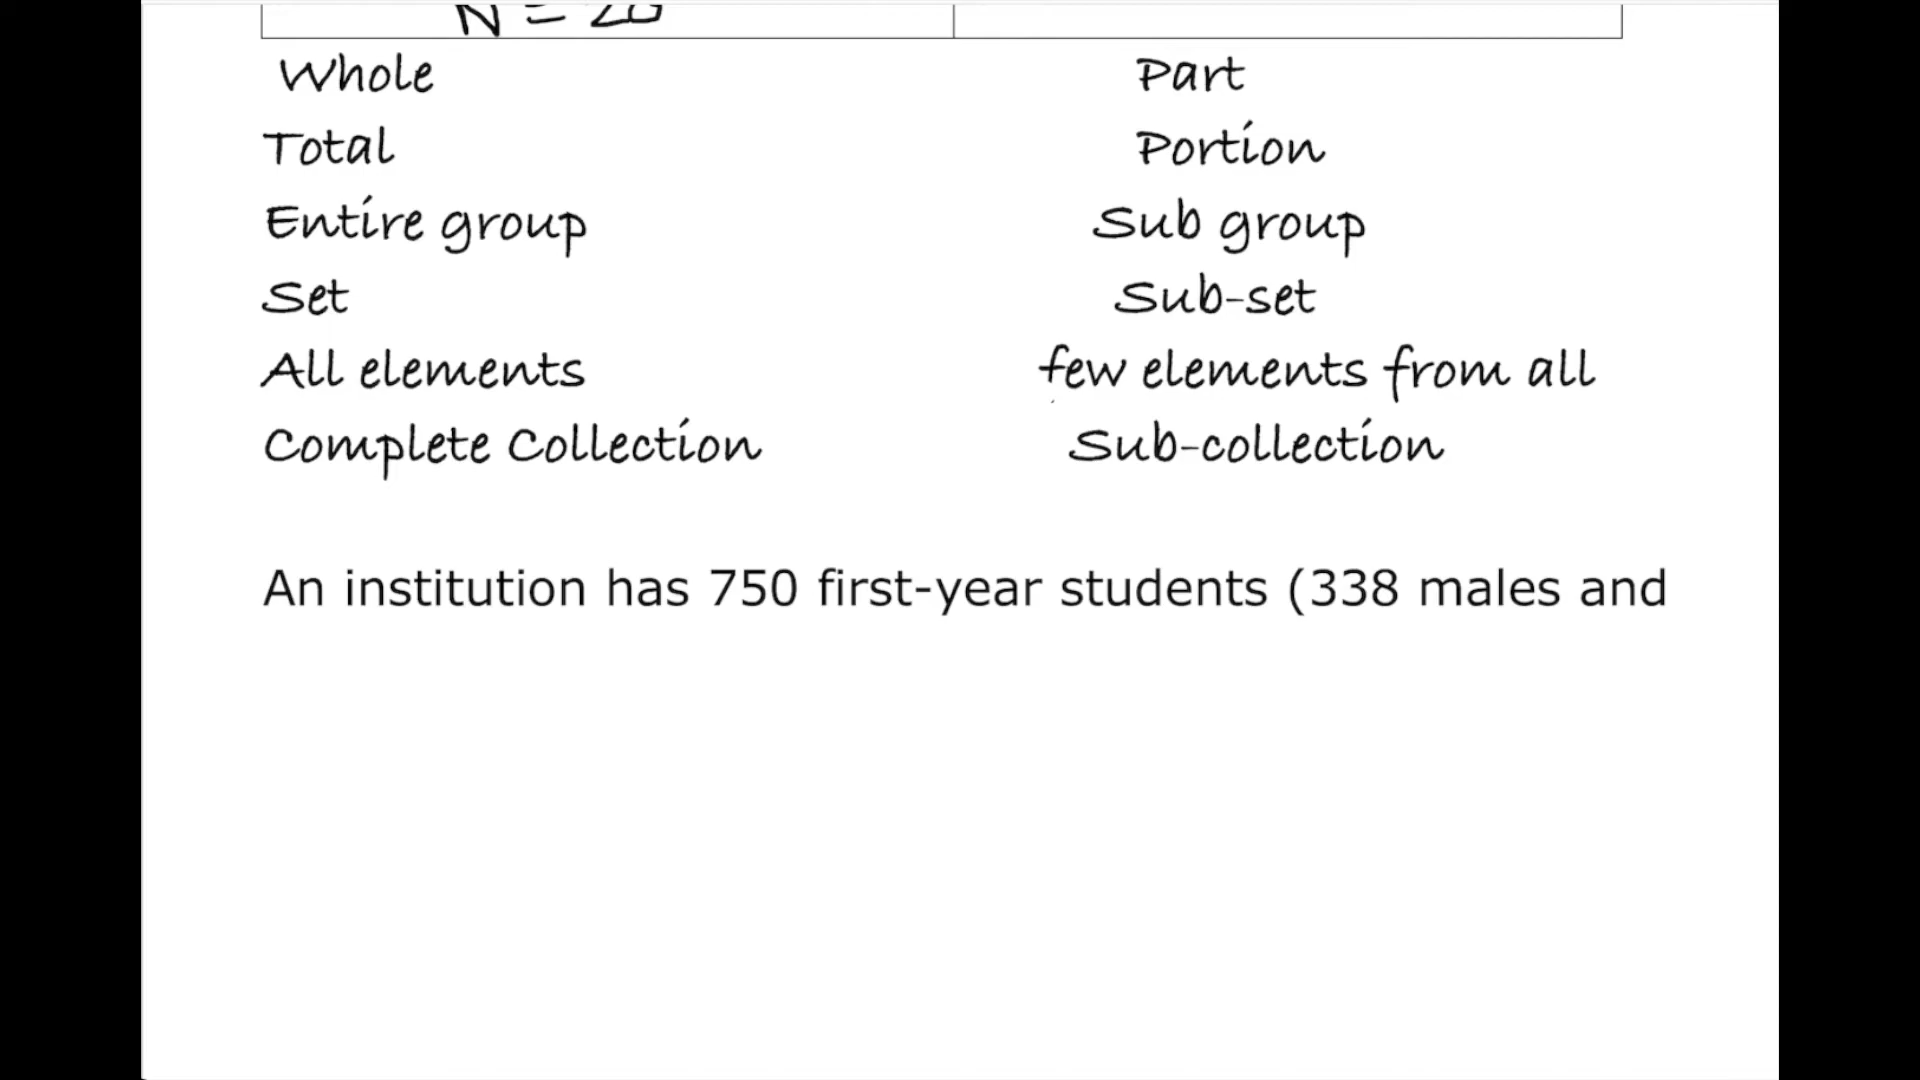 Whole Part
Total Portion
Entire group Sub group
Set Sub-set
All elements few elements from all
Complete Collection Sub-collection
An institution has 750 first-year students (338 males and